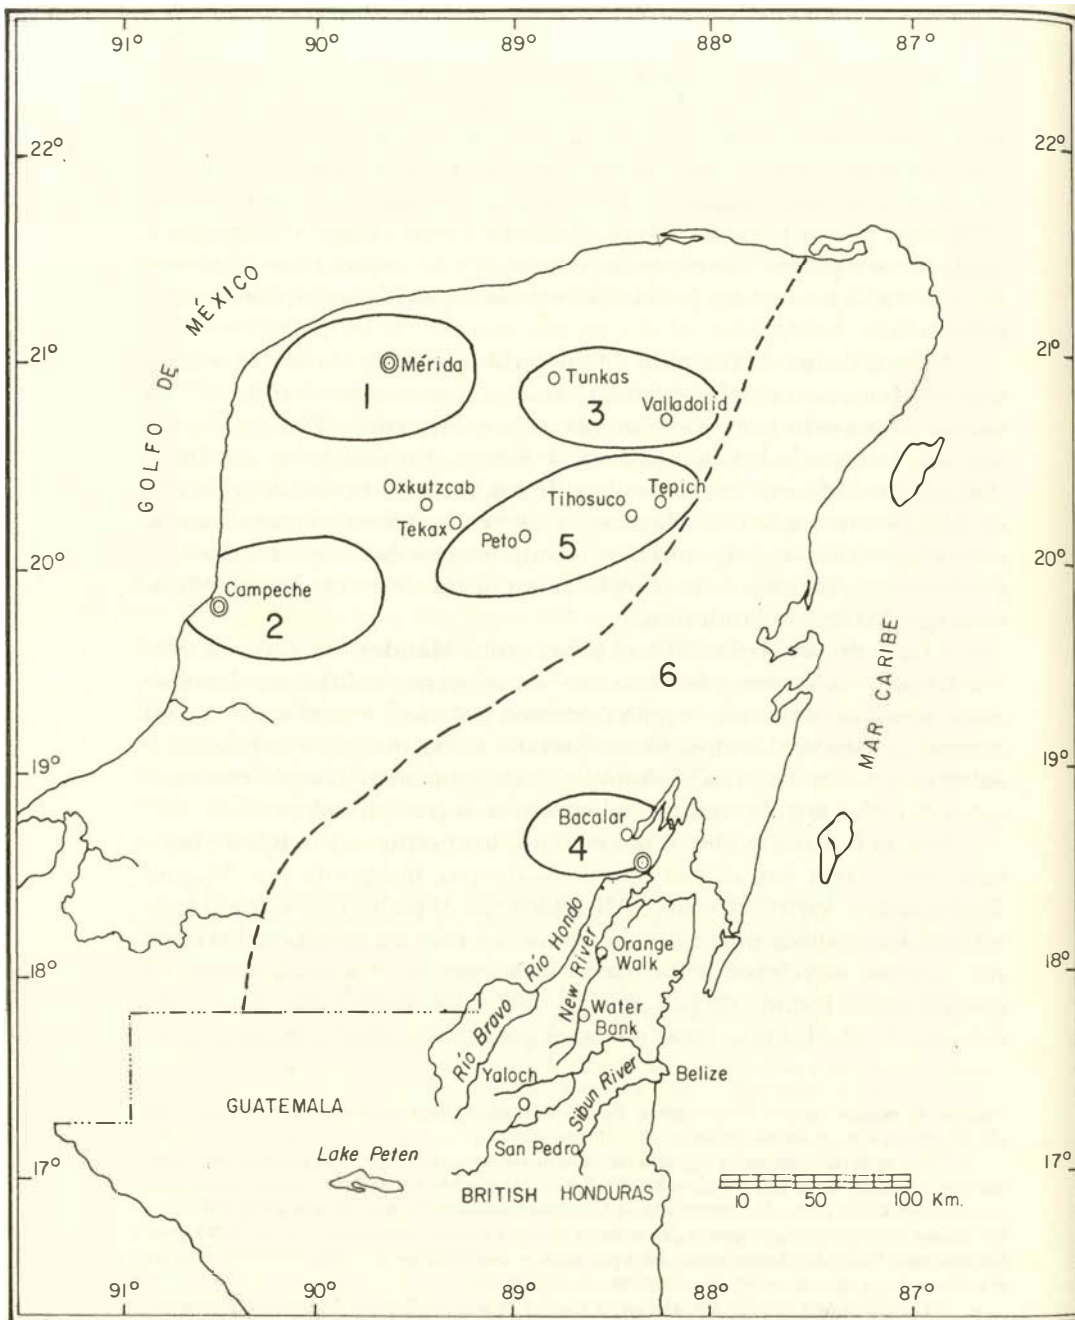 91° 90° 89° 88° 87°
22° 22°
GOLFO DE MÉXICO
21° 21°
Mérida
1
Tunkas
3
Valladolid
Oxkutzcab
Tekax
Tihosuco
Tepich
Peto
5
20° 20°
Campeche
2
6
MAR CARIBE
19° 19°
Bacalar
4
Río Hondo
New River
Orange
Walk
18° 18°
Río Bravo
Water
Bank
Yaloch
Sibun River
Belize
GUATEMALA
San Pedro
Lake Peten
17° 17°
BRITISH HONDURAS
10 50 100 Km.
91° 90° 89° 88° 87°